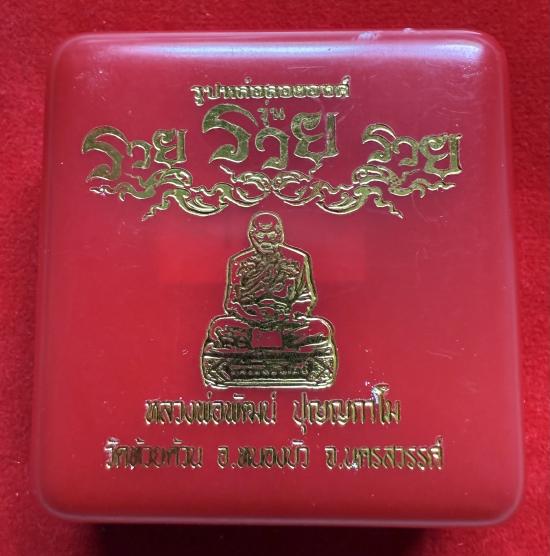 รูปหล่อลอยองค์
รุ่น
รวย รวย รวย
หลวงพ่อพัฒน์ ปุญญกาโม
วัดห้วยด้วน อ.หนองบัว จ.นครสวรรค์